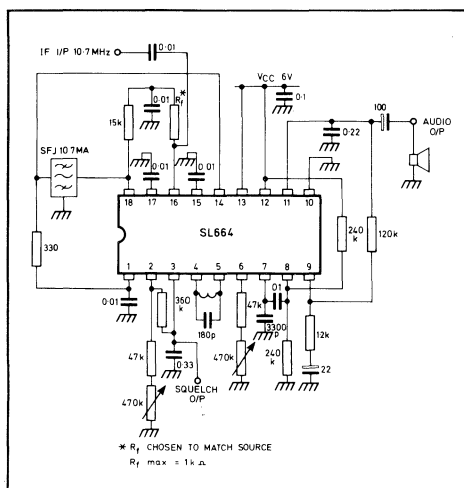 IF I/P 10·7MHz
0·01
*
Rf
VCC 6V
0·1
100
AUDIO
O/P
0·01
15k
0·22
SFJ 10·7MA
0·01
0·01
18 17 16 15 14 13 12 11 10
SL664
240
k
120k
330
1 2 3 4 5 6 7 8 9
0·01
360
k
180p
47k
01
3300
p
12k
47k
0·33
470k
240
k
22
470k
SQUELCH
O/P
* Rf CHOSEN TO MATCH SOURCE
Rf max = 1k Ω